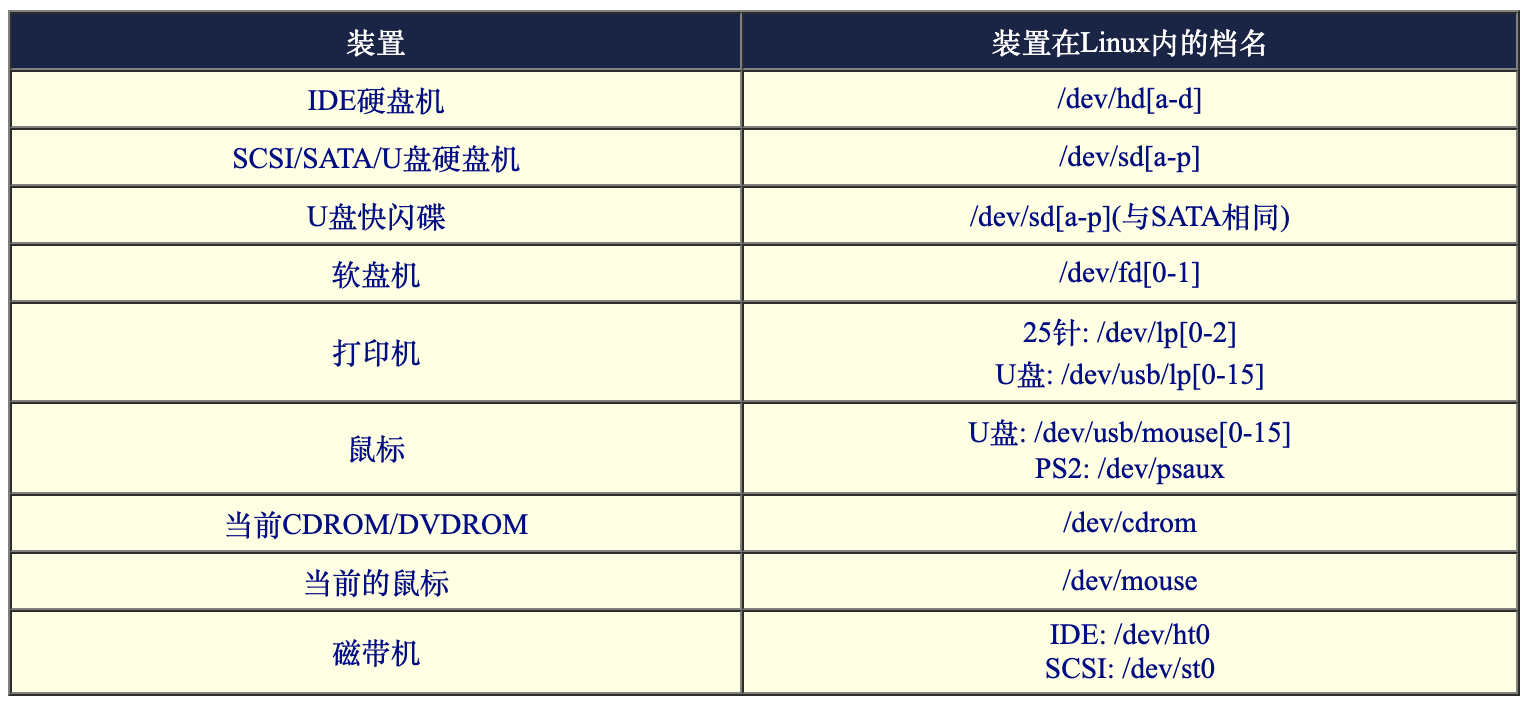 装置
装置在Linux内的档名
IDE硬盘机
/dev/hd[a-d]
SCSI/SATA/U盘硬盘机
/dev/sd[a-p]
U盘快闪碟
/dev/sd[a-p](与SATA相同)
软盘机
/dev/fd[0-1]
打印机
25针: /dev/lp[0-2]
U盘: /dev/usb/lp[0-15]
鼠标
U盘: /dev/usb/mouse[0-15]
PS2: /dev/psaux
当前CDROM/DVDROM
/dev/cdrom
当前的鼠标
/dev/mouse
磁带机
IDE: /dev/ht0
SCSI: /dev/st0